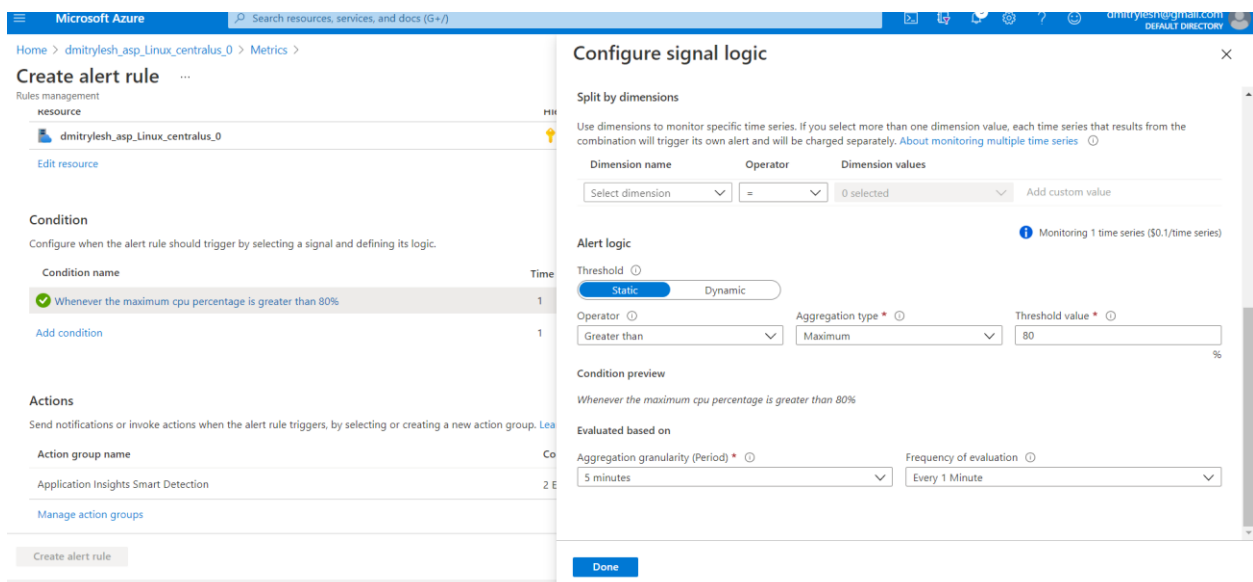 Microsoft Azure
Search resources, services, and docs (G+/)
dmitrylesh@gmail.com
DEFAULT DIRECTORY
Home > dmitrylesh_asp_Linux_centralus_0 > Metrics >
Create alert rule ...
Rules management
Resource
dmitrylesh_asp_Linux_centralus_0
Edit resource
Condition
Configure when the alert rule should trigger by selecting a signal and defining its logic.
Condition name
Time
Whenever the maximum cpu percentage is greater than 80%
1
Add condition
1
Actions
Send notifications or invoke actions when the alert rule triggers, by selecting or creating a new action group. Lea
Action group name
Co
Application Insights Smart Detection
2 E
Manage action groups
Create alert rule
Configure signal logic
Split by dimensions
Use dimensions to monitor specific time series. If you select more than one dimension value, each time series that results from the
combination will trigger its own alert and will be charged separately. About monitoring multiple time series
Dimension name Operator Dimension values
Select dimension = 0 selected Add custom value
Monitoring 1 time series ($0.1/time series)
Alert logic
Threshold
Static Dynamic
Operator Aggregation type * Threshold value *
Greater than Maximum 80
%
Condition preview
Whenever the maximum cpu percentage is greater than 80%
Evaluated based on
Aggregation granularity (Period) * Frequency of evaluation
5 minutes Every 1 Minute
Done